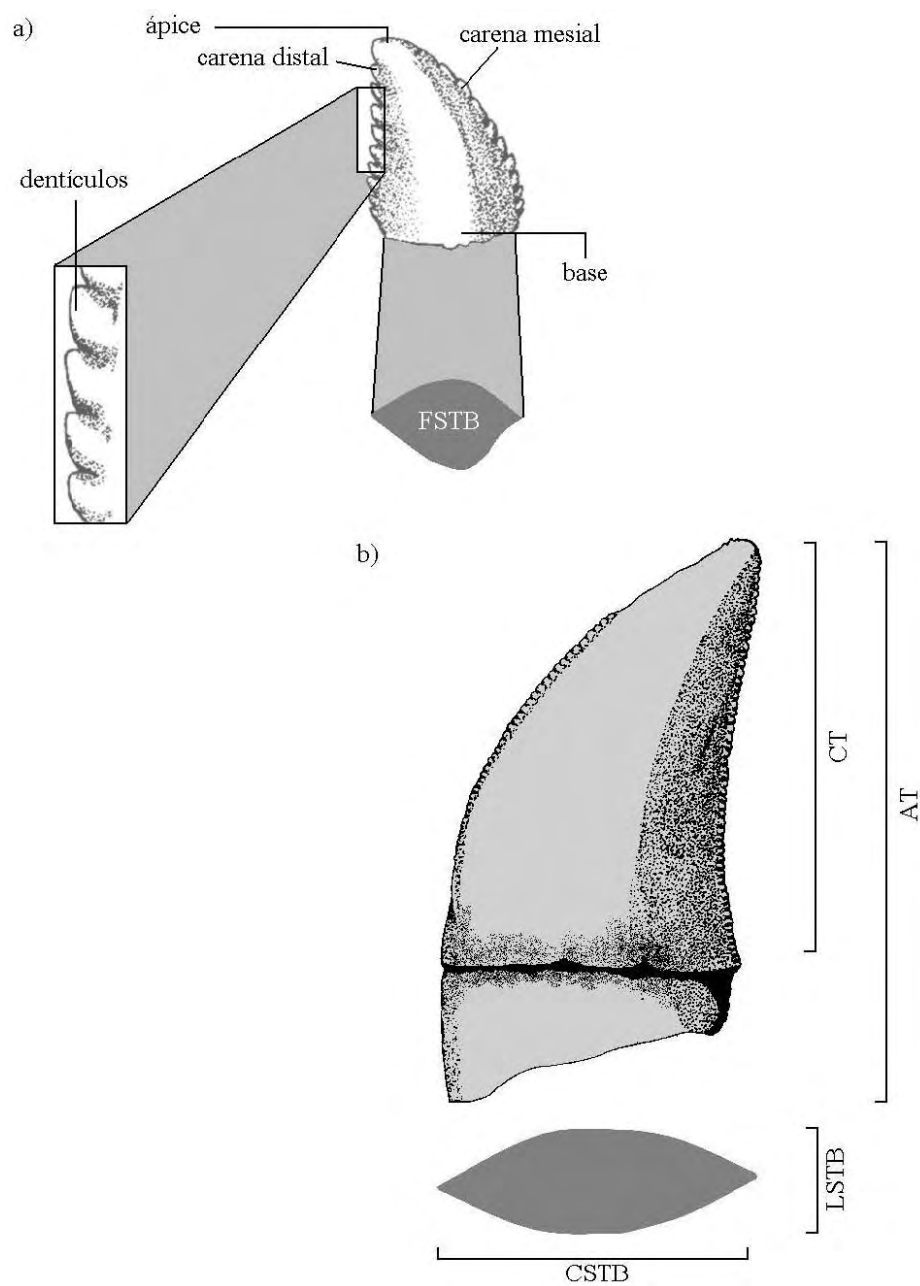 a)
ápice
carena distal
carena mesial
dentículos
base
FSTB
b)
CT
AT
LSTB
CSTB